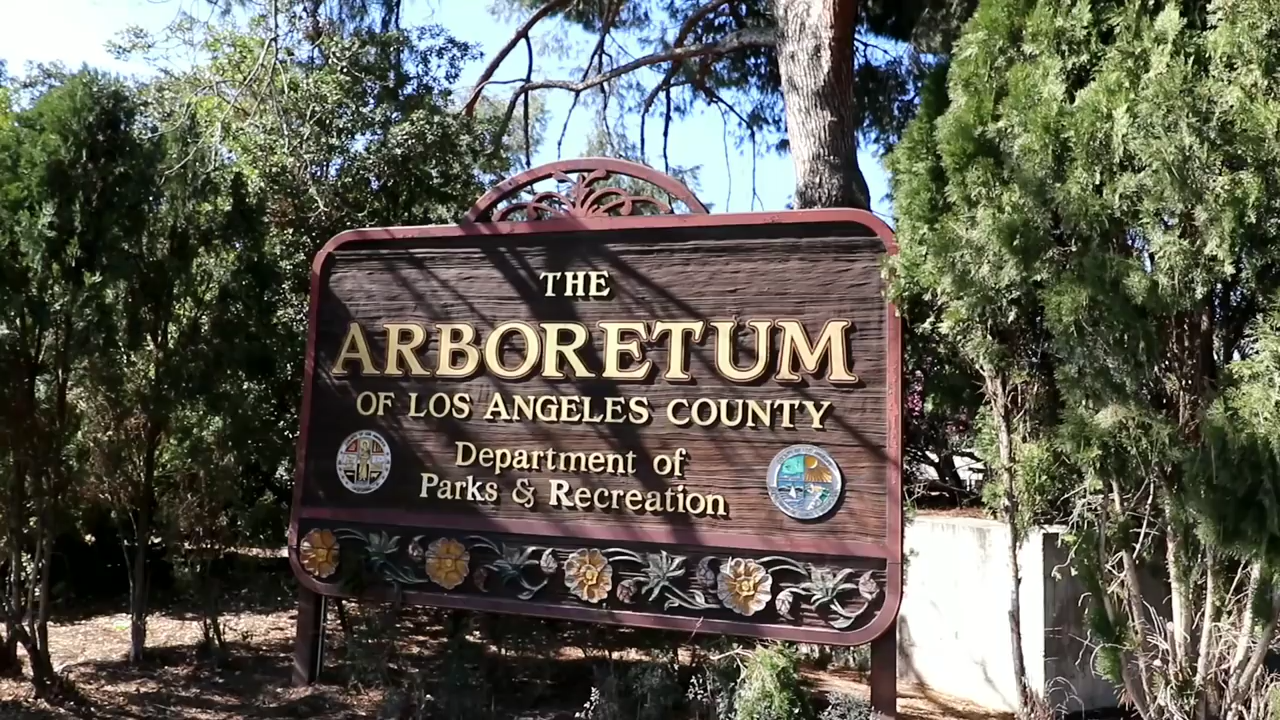 THE
ARBORETUM
OF LOS ANGELES COUNTY
Department of
Parks & Recreation